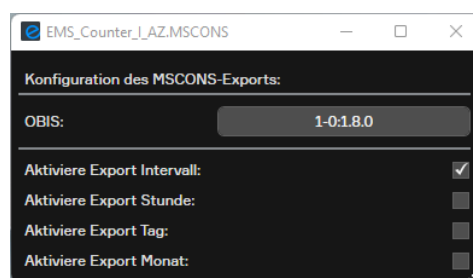 EMS_Counter_I_AZ.MSCONS
Konfiguration des MSCONS-Exports:
OBIS: 1-0:1.8.0
Aktiviere Export Intervall:
Aktiviere Export Stunde:
Aktiviere Export Tag:
Aktiviere Export Monat: